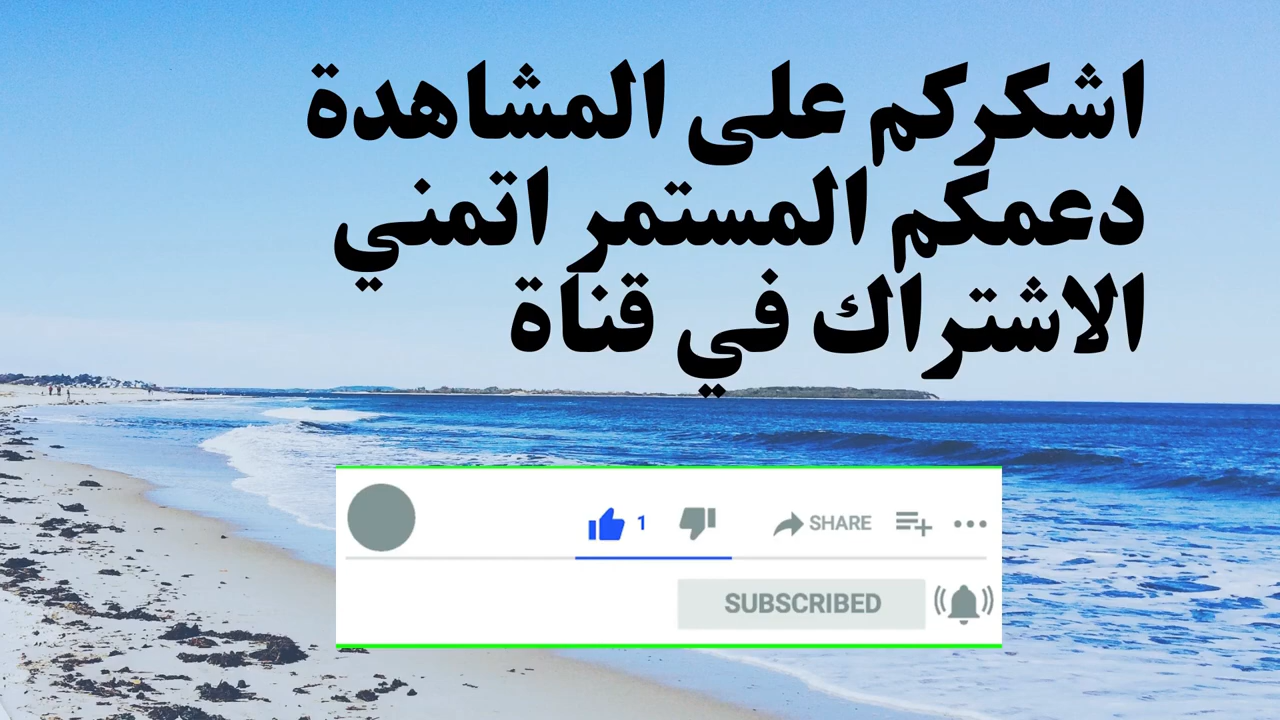 اشكركم على المشاهدة
دعمكم المستمر اتمني
الاشتراك في قناة
1
SHARE
SUBSCRIBED